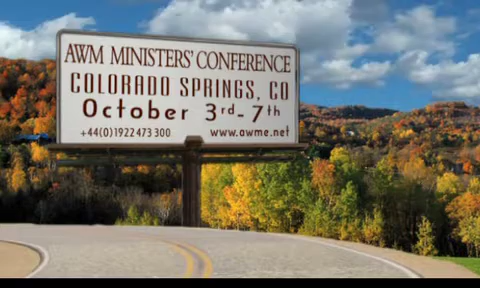 AWM MINISTERS' CONFERENCE
COLORADO SPRINGS, CO
October 3rd-7th
+44(0)1922 473 300 www.awme.net